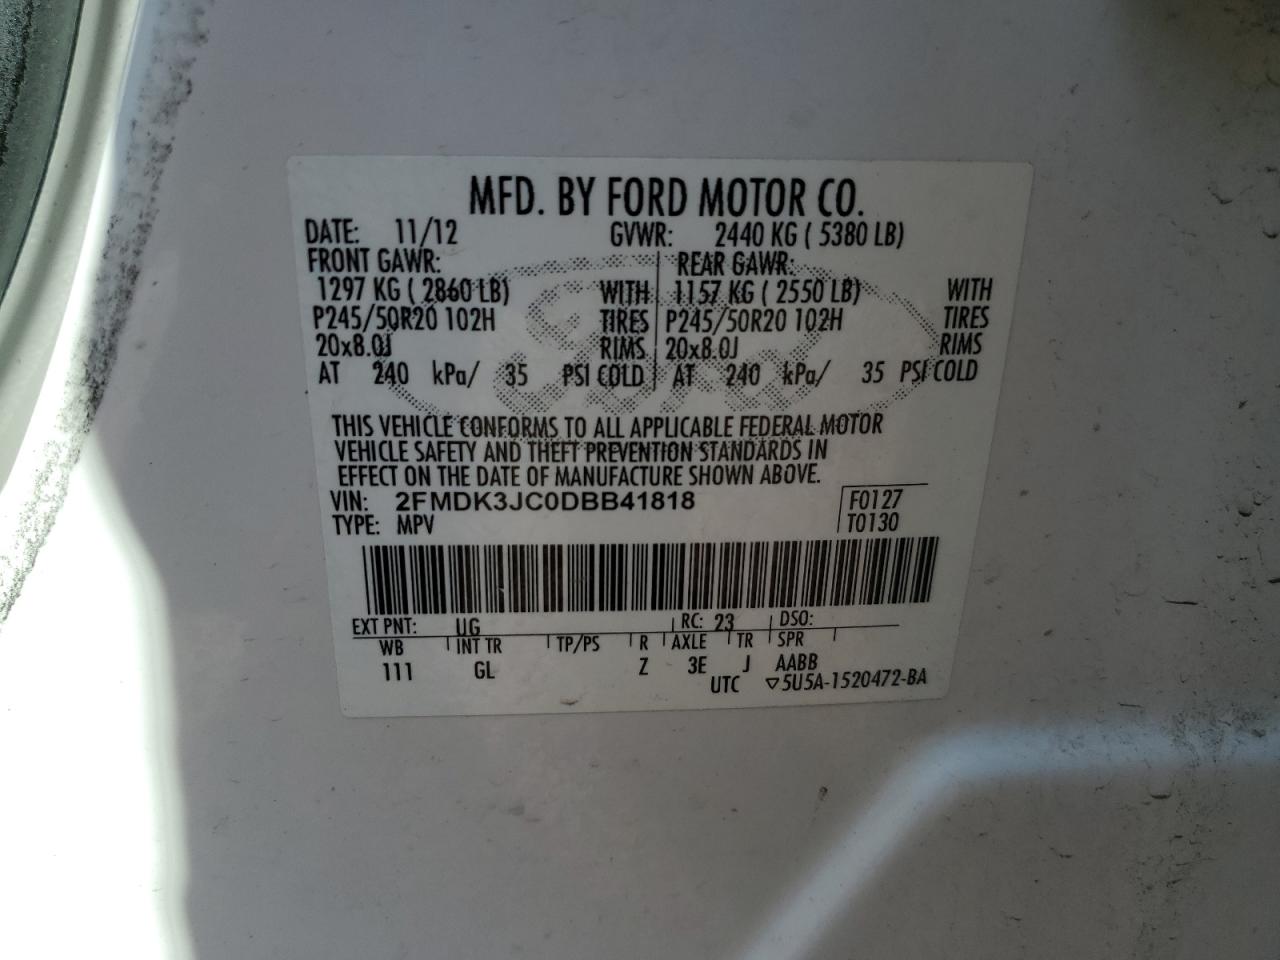 MFD. BY FORD MOTOR CO.
DATE: 11/12 GVWR: 2440 KG ( 5380 LB)
FRONT GAWR: REAR GAWR:
1297 KG ( 2860 LB) WITH 1157 KG ( 2550 LB) WITH
P245/50R20 102H TIRES P245/50R20 102H TIRES
20x8.0J RIMS 20x8.0J RIMS
AT 240 kPa/ 35 PSI COLD AT 240 kPa/ 35 PSI COLD
THIS VEHICLE CONFORMS TO ALL APPLICABLE FEDERAL MOTOR
VEHICLE SAFETY AND THEFT PREVENTION STANDARDS IN
EFFECT ON THE DATE OF MANUFACTURE SHOWN ABOVE.
VIN: 2FMDK3JC0DBB41818 F0127
TYPE: MPV T0130
EXT PNT: UG RC: 23 DSO:
WB INT TR TP/PS R AXLE TR SPR
111 GL Z 3E J AABB
UTC ▽5U5A-1520472-BA
Ford